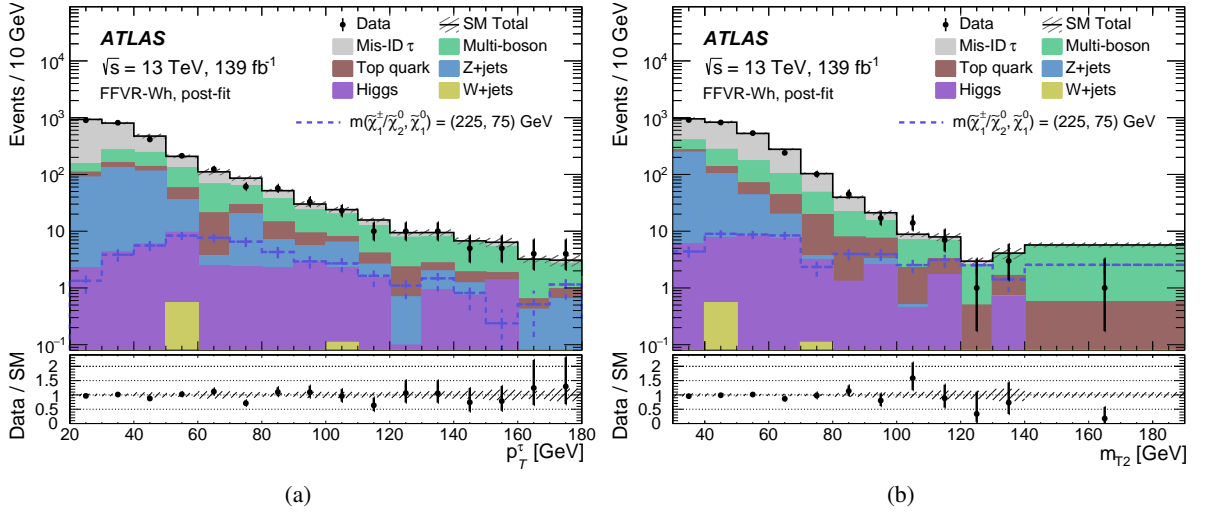 Events / 10 GeV
10⁴
10³
10²
10
1
10⁻¹
ATLAS
√s = 13 TeV, 139 fb⁻¹
FFVR-Wh, post-fit
Data
SM Total
Mis-ID τ
Multi-boson
Top quark
Z+jets
Higgs
W+jets
m(χ̃₁±/χ̃₂⁰, χ̃₁⁰) = (225, 75) GeV
Data / SM
2
1.5
1
0.5
0
20 40 60 80 100 120 140 160 180
p_T^τ [GeV]
(a)
Events / 10 GeV
10⁴
10³
10²
10
1
10⁻¹
ATLAS
√s = 13 TeV, 139 fb⁻¹
FFVR-Wh, post-fit
Data
SM Total
Mis-ID τ
Multi-boson
Top quark
Z+jets
Higgs
W+jets
m(χ̃₁±/χ̃₂⁰, χ̃₁⁰) = (225, 75) GeV
Data / SM
2
1.5
1
0.5
0
40 60 80 100 120 140 160 180
m_T2 [GeV]
(b)